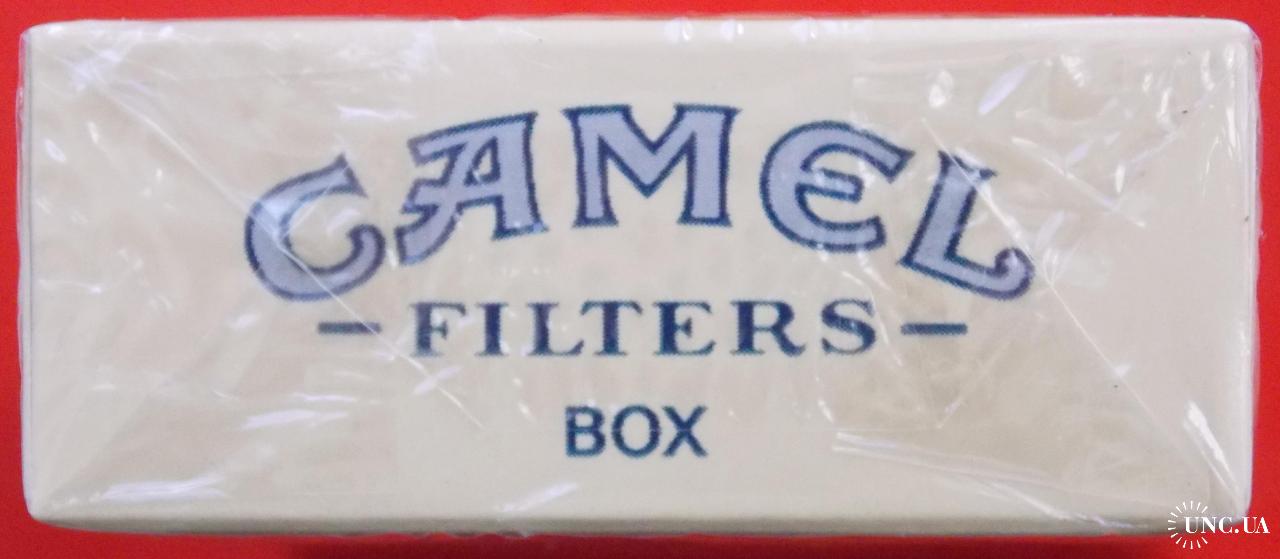 CAMEL
– FILTERS –
BOX
UNC.UA